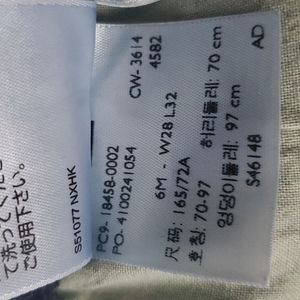 で洗ってくださ
ご使用下さい。
S51077 NXHK
PC9- 18458-0002 CW-3614
PO- 4100241054 4582
6M - W28 L32
尺码: 165/72A 허리둘레: 70 cm
호칭: 70-97 엉덩이둘레: 97 cm
S46148 AD